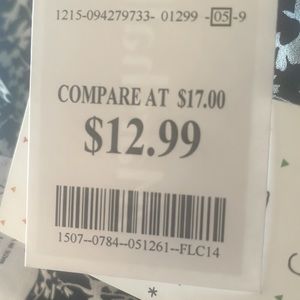 1215-094279733- 01299 -05-9
COMPARE AT $17.00
$12.99
1507--0784--051261--FLC14
*